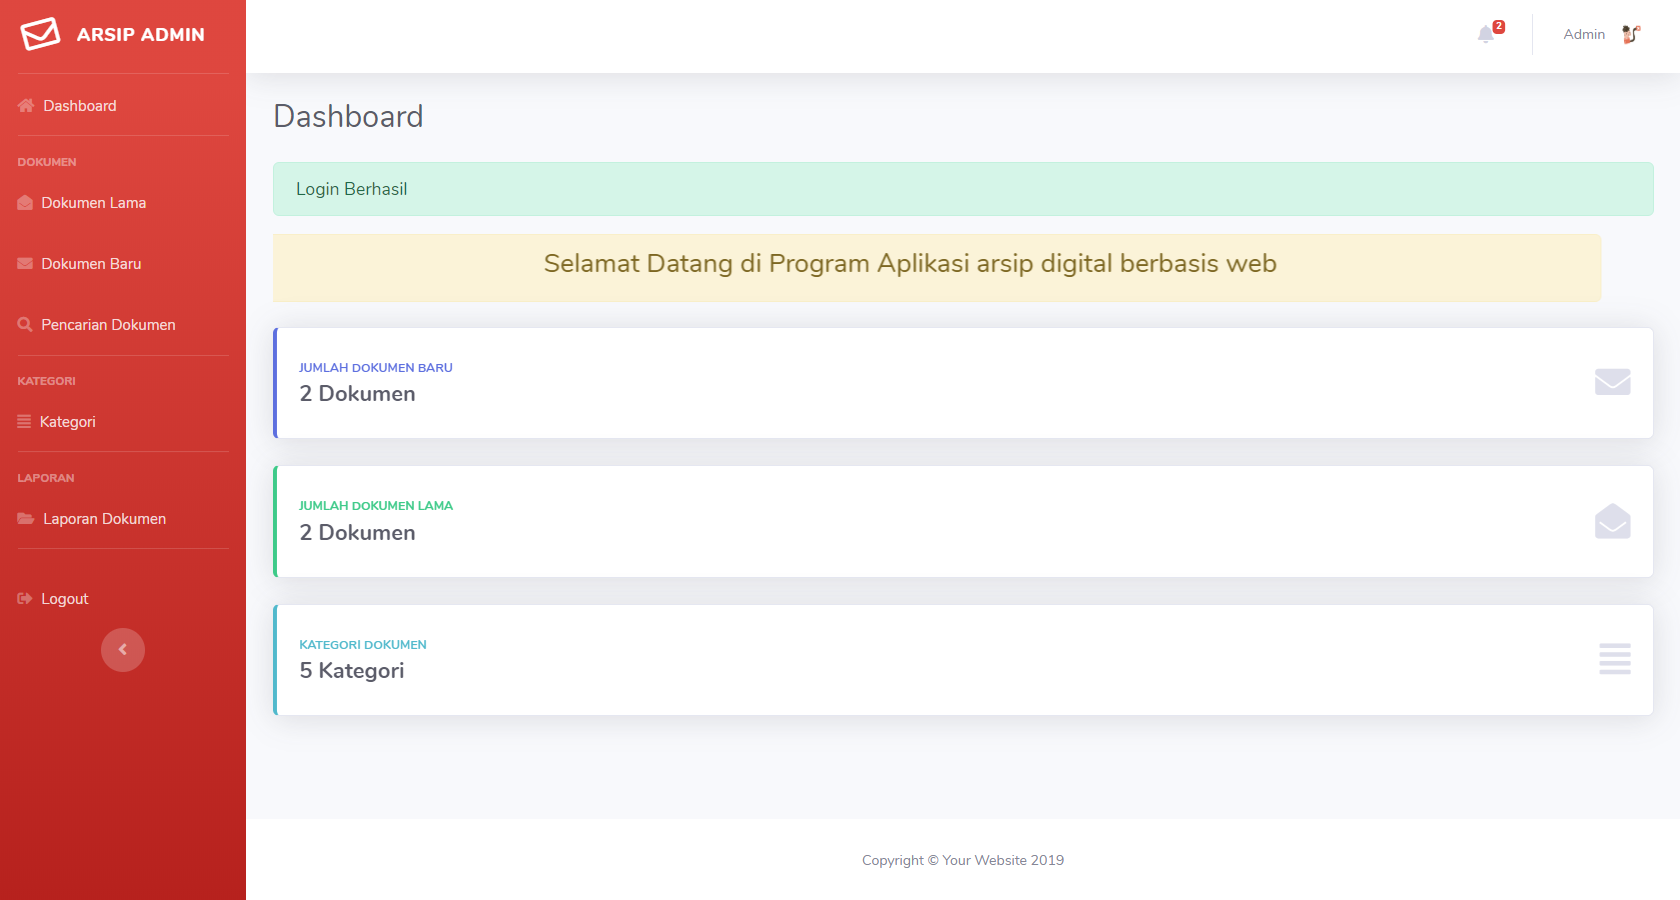 ARSIP ADMIN
Dashboard
DOKUMEN
Dokumen Lama
Dokumen Baru
Pencarian Dokumen
KATEGORI
Kategori
LAPORAN
Laporan Dokumen
Logout
2
Admin
Dashboard
Login Berhasil
Selamat Datang di Program Aplikasi arsip digital berbasis web
JUMLAH DOKUMEN BARU
2 Dokumen
JUMLAH DOKUMEN LAMA
2 Dokumen
KATEGORI DOKUMEN
5 Kategori
Copyright © Your Website 2019